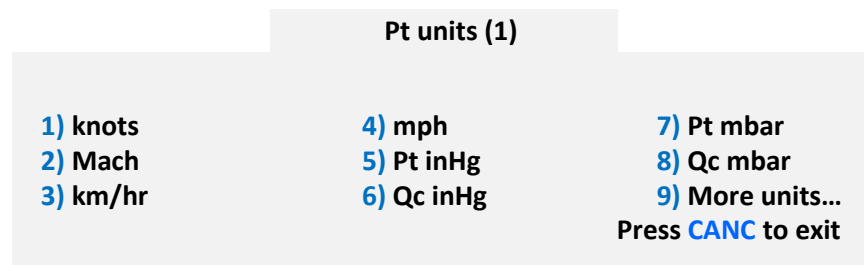 Pt units (1)
1) knots 4) mph 7) Pt mbar
2) Mach 5) Pt inHg 8) Qc mbar
3) km/hr 6) Qc inHg 9) More units…
Press CANC to exit